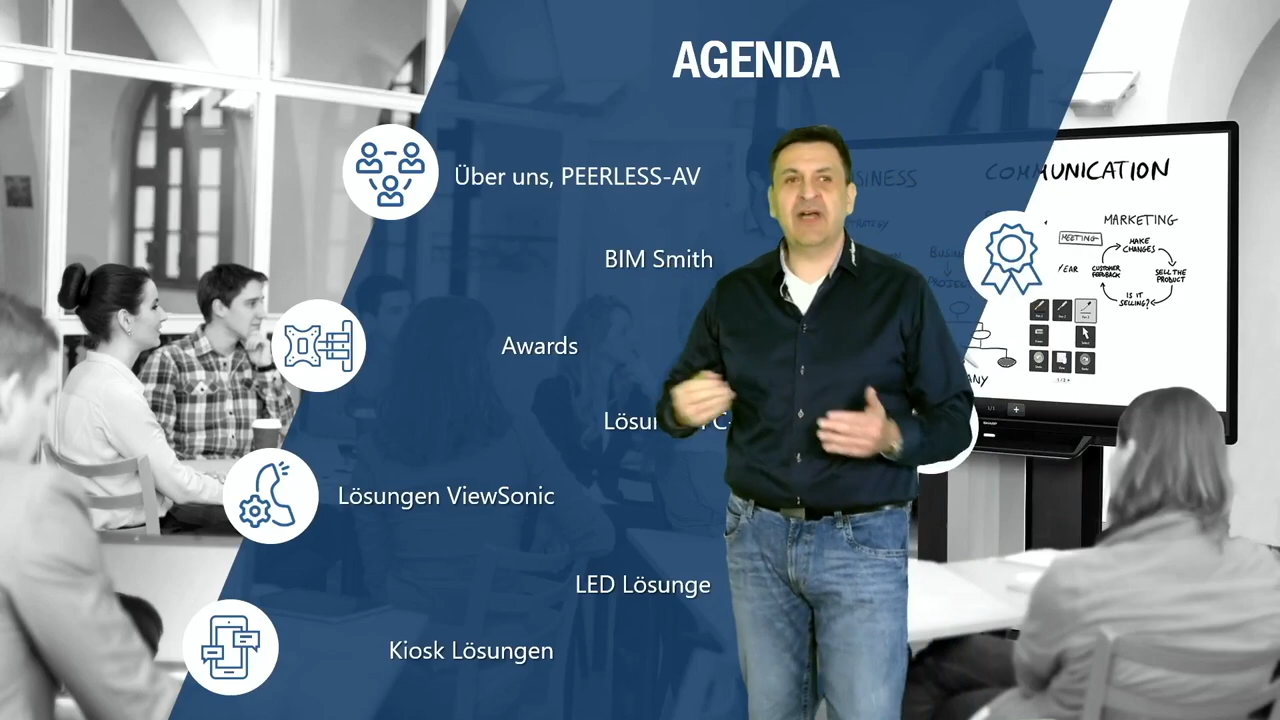 AGENDA
Über uns, PEERLESS-AV
BIM Smith
Awards
Lösungen ViewSonic
LED Lösunge
Kiosk Lösungen
COMMUNICATION
MARKETING
MEETING
MAKE CHANGES
YEAR
CUSTOMER FEEDBACK
SELL THE PRODUCT
IS IT SELLING?